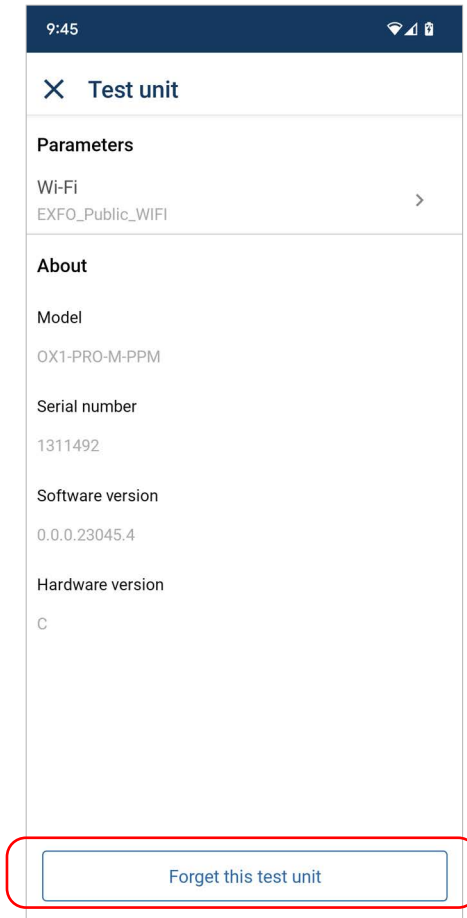 9:45
Test unit
Parameters
Wi-Fi
EXFO_Public_WIFI
About
Model
OX1-PRO-M-PPM
Serial number
1311492
Software version
0.0.0.23045.4
Hardware version
C
Forget this test unit